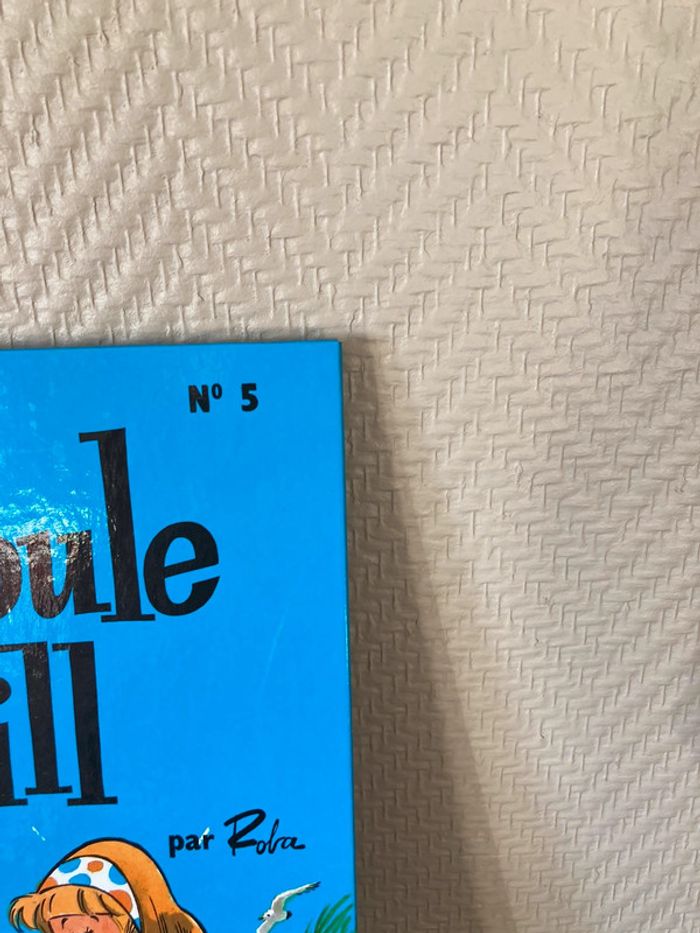 Nº 5
oule
ill
par Roba